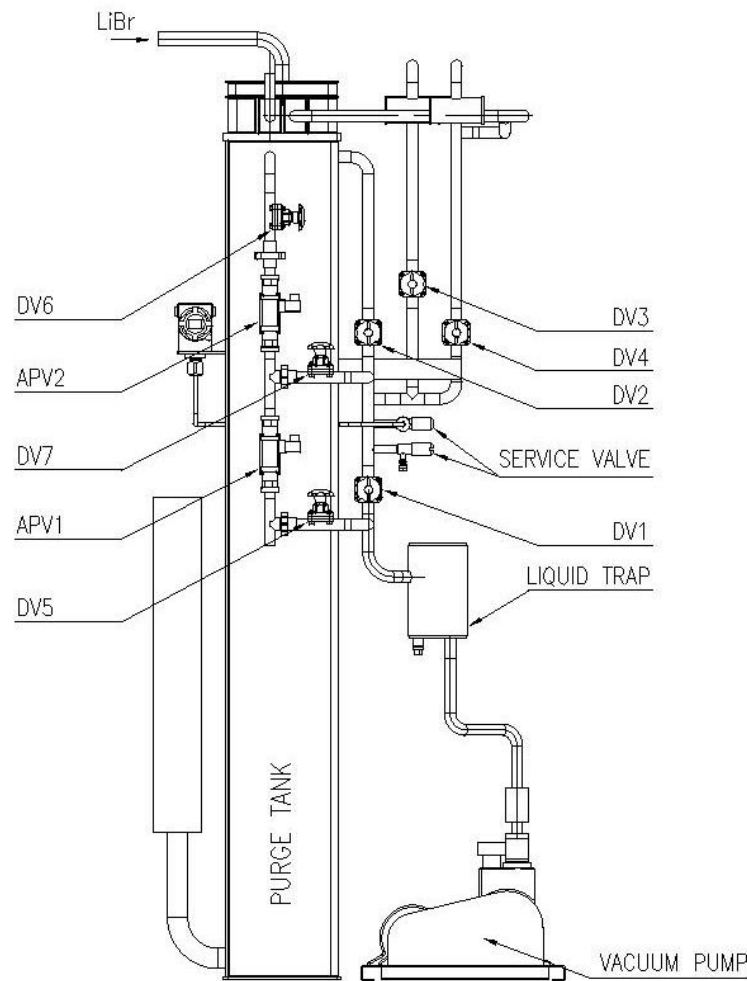 LiBr
DV6
APV2
DV7
APV1
DV5
DV3
DV4
DV2
SERVICE VALVE
DV1
LIQUID TRAP
PURGE TANK
VACUUM PUMP